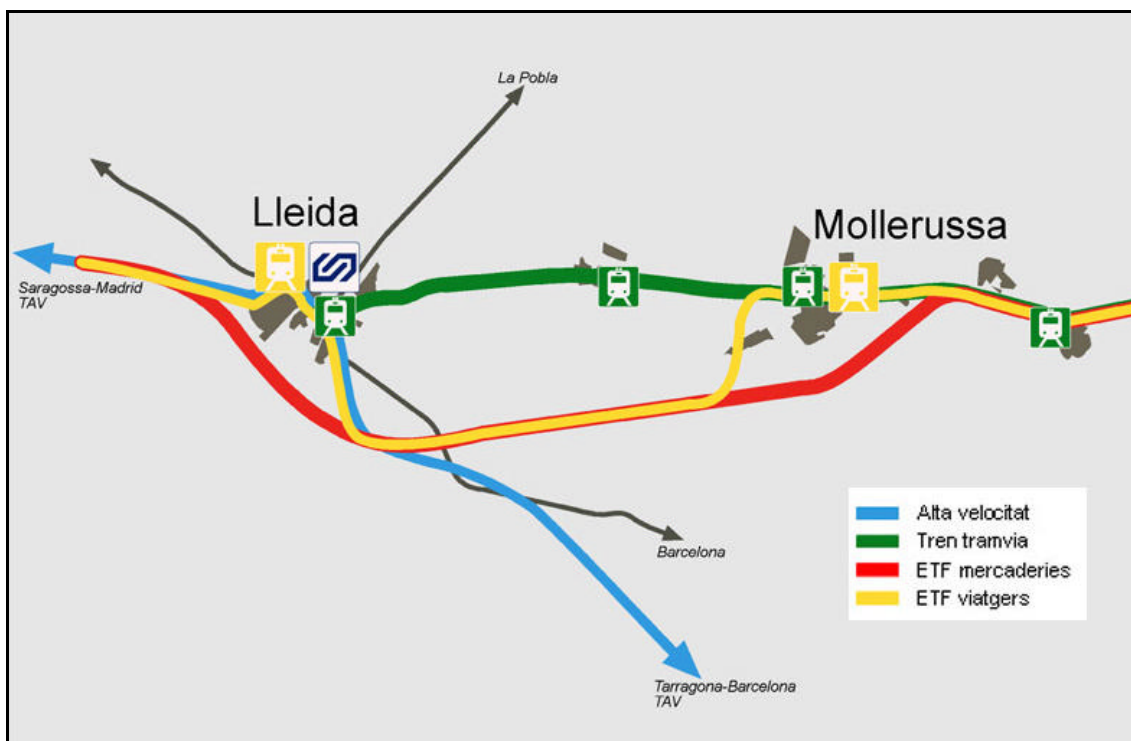 La Pobla
Lleida
Mollerussa
Saragossa-Madrid
TAV
Barcelona
Tarragona-Barcelona
TAV
Alta velocitat
Tren tramvia
ETF mercaderies
ETF viatgers